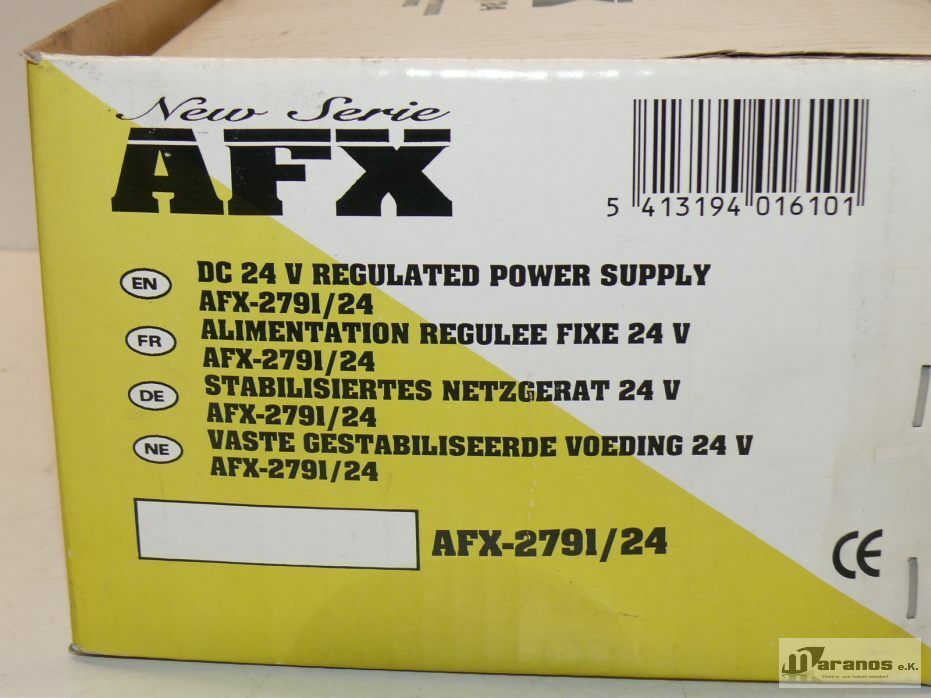 New Serie
AFX
5 413194 016101
EN DC 24 V REGULATED POWER SUPPLY
AFX-2791/24
FR ALIMENTATION REGULEE FIXE 24 V
AFX-2791/24
DE STABILISIERTES NETZGERAT 24 V
AFX-2791/24
NE VASTE GESTABILISEERDE VOEDING 24 V
AFX-2791/24
AFX-2791/24
CE
Maranos e.K.